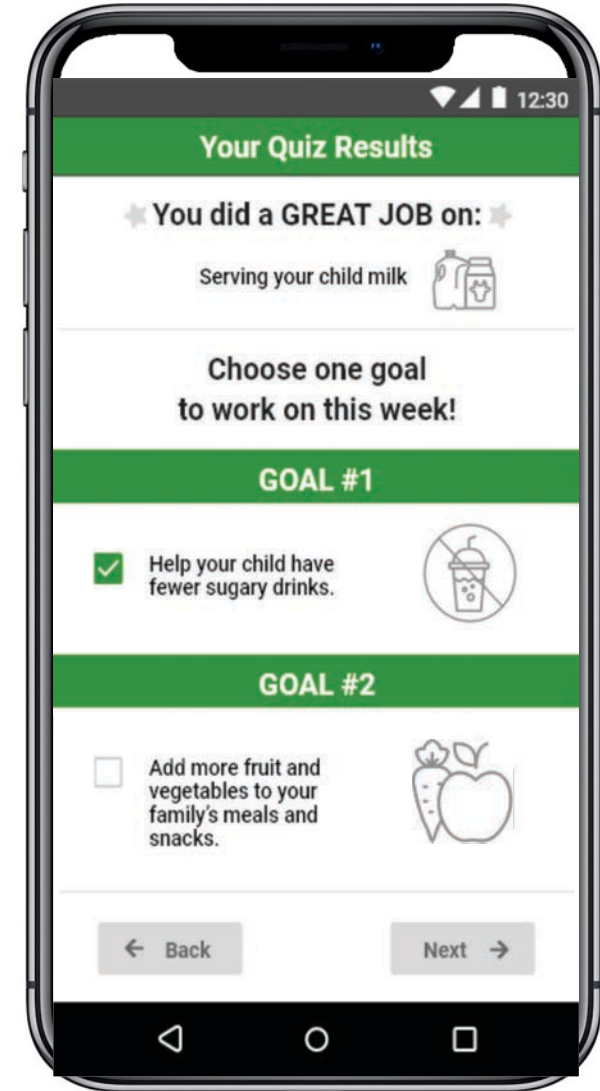 12:30
Your Quiz Results
You did a GREAT JOB on:
Serving your child milk
Choose one goal
to work on this week!
GOAL #1
Help your child have
fewer sugary drinks.
GOAL #2
Add more fruit and
vegetables to your
family's meals and
snacks.
Back
Next